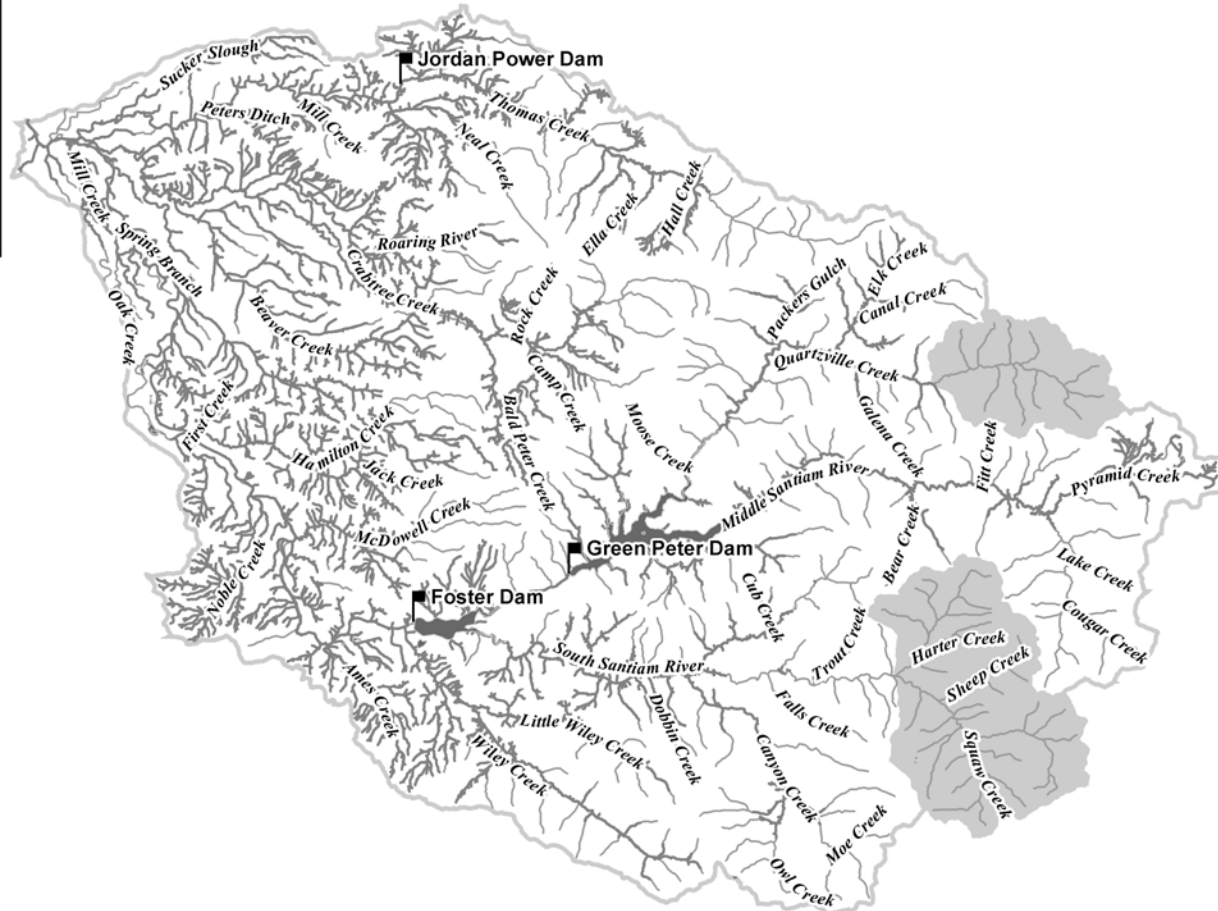 Sucker Slough
Jordan Power Dam
Peters Ditch
Mill Creek
Thomas Creek
Neal Creek
Mill Creek
Spring Branch
Oak Creek
Roaring River
Ella Creek
Hall Creek
Crabtree Creek
Beaver Creek
Rock Creek
Camp Creek
Packers Gulch
Elk Creek
Canal Creek
Quartzville Creek
Galena Creek
First Creek
Hamilton Creek
Jack Creek
Bald Peter Creek
Moose Creek
Middle Santiam River
Fitt Creek
Pyramid Creek
McDowell Creek
Noble Creek
Green Peter Dam
Bear Creek
Lake Creek
Foster Dam
Cub Creek
Cougar Creek
Trout Creek
Harter Creek
Sheep Creek
South Santiam River
Ames Creek
Falls Creek
Little Wiley Creek
Dobbin Creek
Wiley Creek
Canyon Creek
Squaw Creek
Moe Creek
Owl Creek